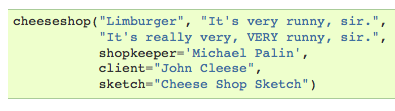 cheeseshop("Limburger", "It's very runny, sir.",
           "It's really very, VERY runny, sir.",
           shopkeeper='Michael Palin',
           client="John Cleese",
           sketch="Cheese Shop Sketch")